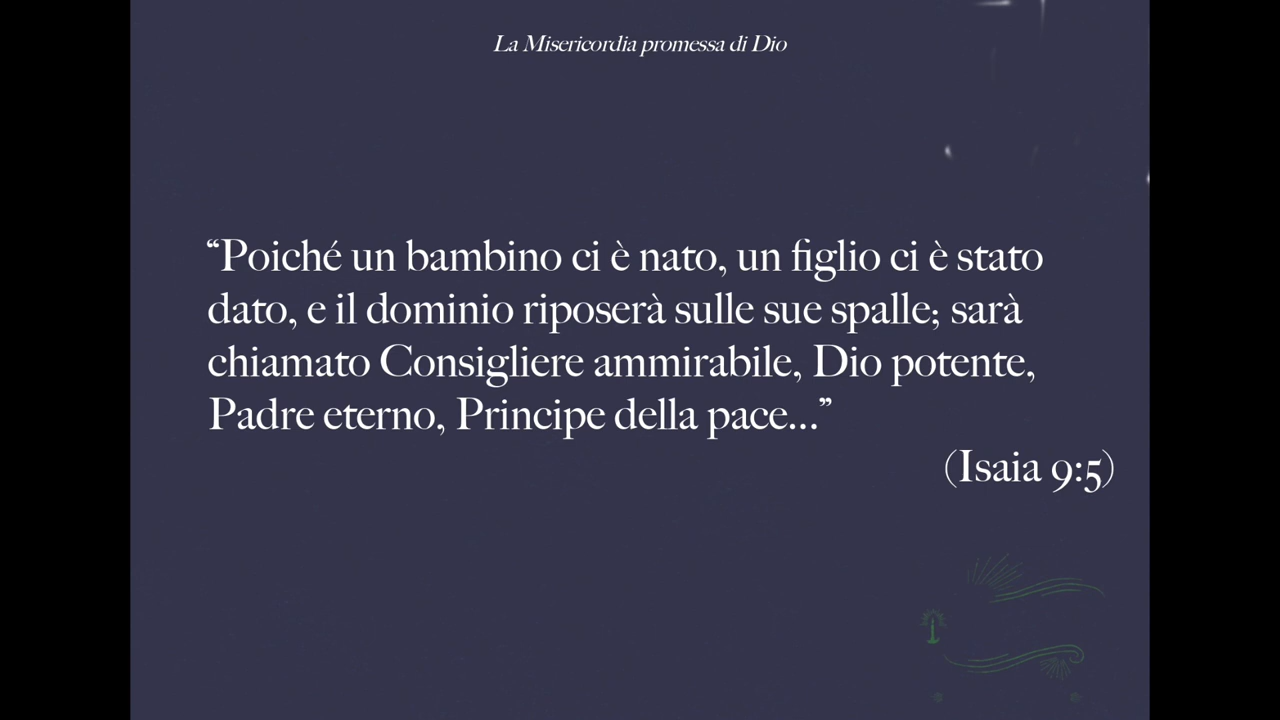 La Misericordia promessa di Dio
“Poiché un bambino ci è nato, un figlio ci è stato
dato, e il dominio riposerà sulle sue spalle; sarà
chiamato Consigliere ammirabile, Dio potente,
Padre eterno, Principe della pace...”
(Isaia 9:5)